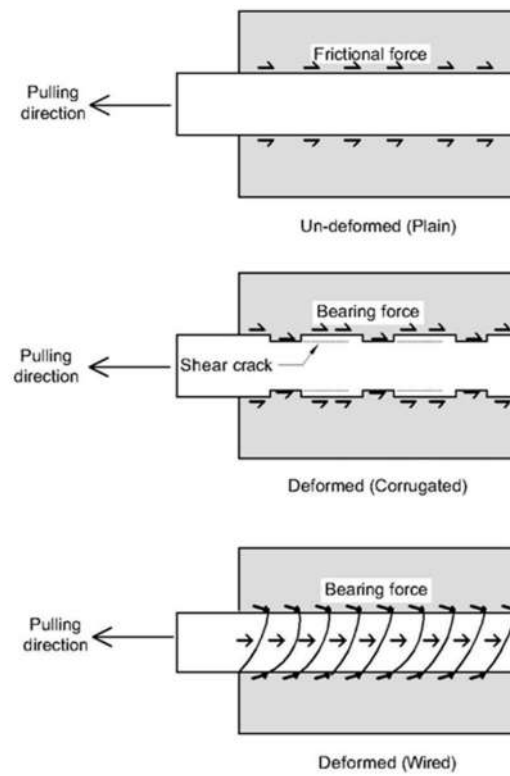 Frictional force
Pulling
direction
Un-deformed (Plain)
Bearing force
Pulling
direction
Shear crack
Deformed (Corrugated)
Bearing force
Pulling
direction
Deformed (Wired)